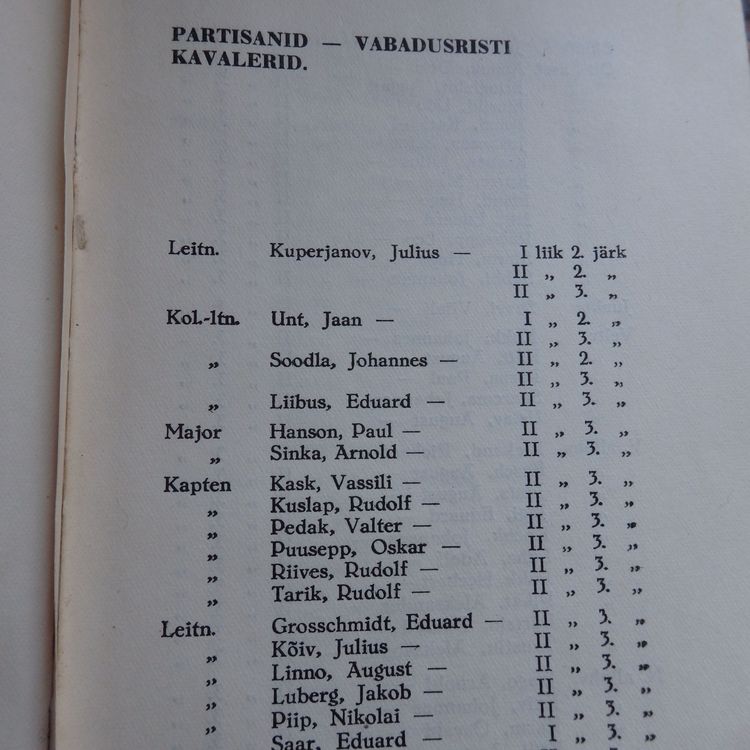 PARTISANID — VABADUSRISTI
KAVALERID.
Leitn. Kuperjanov, Julius — I liik 2. järk
II „ 2. „
II „ 3. „
Kol.-ltn. Unt, Jaan — I „ 2. „
II „ 3. „
„ Soodla, Johannes — II „ 2. „
II „ 3. „
„ Liibus, Eduard — II „ 3. „
Major Hanson, Paul — II „ 3. „
„ Sinka, Arnold — II „ 3. „
Kapten Kask, Vassili — II „ 3. „
„ Kuslap, Rudolf — II „ 3. „
„ Pedak, Valter — II „ 3. „
„ Puusepp, Oskar — II „ 3. „
„ Riives, Rudolf — II „ 3. „
„ Tarik, Rudolf — II „ 3. „
Leitn. Grosschmidt, Eduard — II „ 3. „
„ Kõiv, Julius — II „ 3. „
„ Linno, August — II „ 3. „
„ Luberg, Jakob — II „ 3. „
„ Piip, Nikolai — II „ 3. „
Saar, Eduard — I „ 3. „